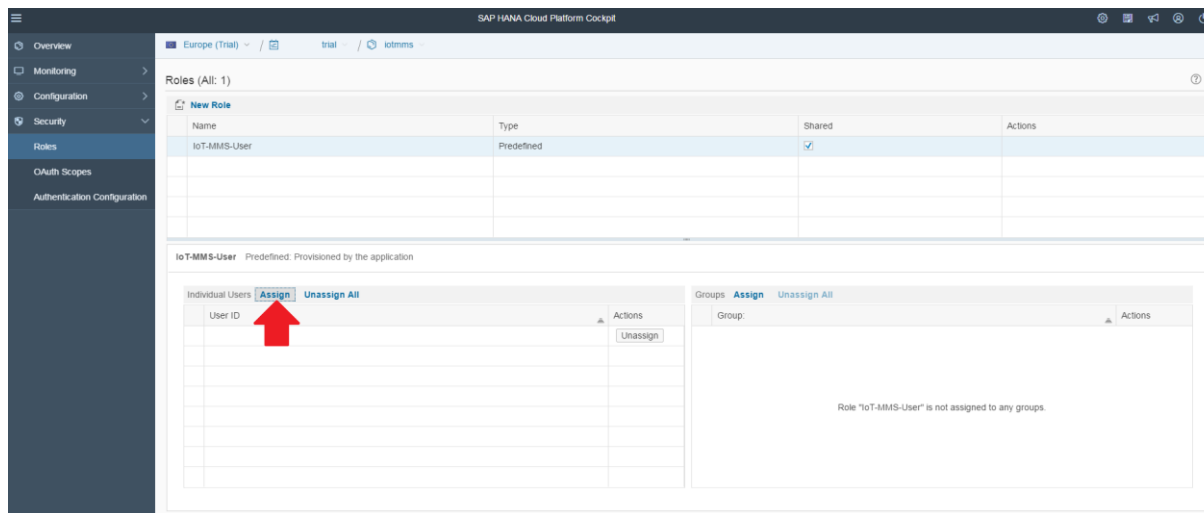 SAP HANA Cloud Platform Cockpit
Overview
Monitoring
Configuration
Security
Roles
OAuth Scopes
Authentication Configuration
Europe (Trial) / trial / iotmms
Roles (All: 1)
New Role
Name Type Shared Actions
IoT-MMS-User Predefined
IoT-MMS-User Predefined: Provisioned by the application
Individual Users Assign Unassign All
User ID Actions
Unassign
Groups Assign Unassign All
Group: Actions
Role "IoT-MMS-User" is not assigned to any groups.